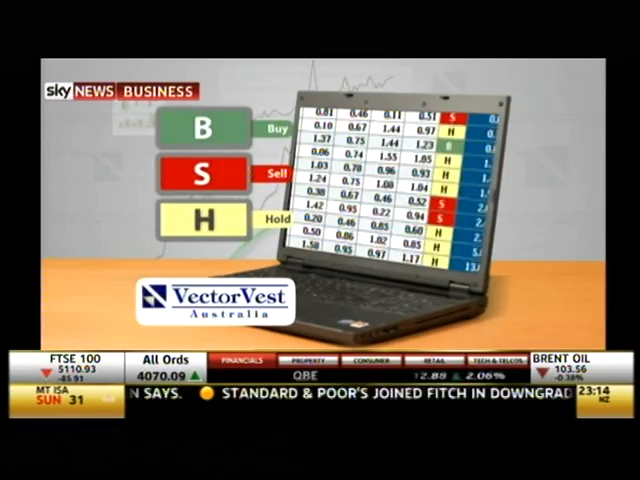 sky NEWS BUSINESS
B Buy
S Sell
H Hold
0.81 0.46 0.11 0.51 S
0.10 0.67 1.44 0.97 H
1.37 0.75 1.44 1.23 B
0.06 0.74 1.55 1.05 H
1.03 0.78 0.96 0.93 H
1.24 0.75 1.08 1.04 H
0.38 0.67 0.46 0.52 S
1.42 0.95 0.22 0.94 S
0.20 0.46 0.85 0.60 H
0.50 0.86 1.02 0.85 H
1.58 0.95 0.97 1.17 H
VectorVest
Australia
FTSE 100 All Ords FINANCIALS PROPERTY CONSUMER RETAIL TECH & TELCOS BRENT OIL
5110.93 4070.09 QBE 12.88 2.06% 103.56
-85.91 -0.38%
MT ISA
SUN 31
N SAYS. STANDARD & POOR'S JOINED FITCH IN DOWNGRAD
23:14
NZ